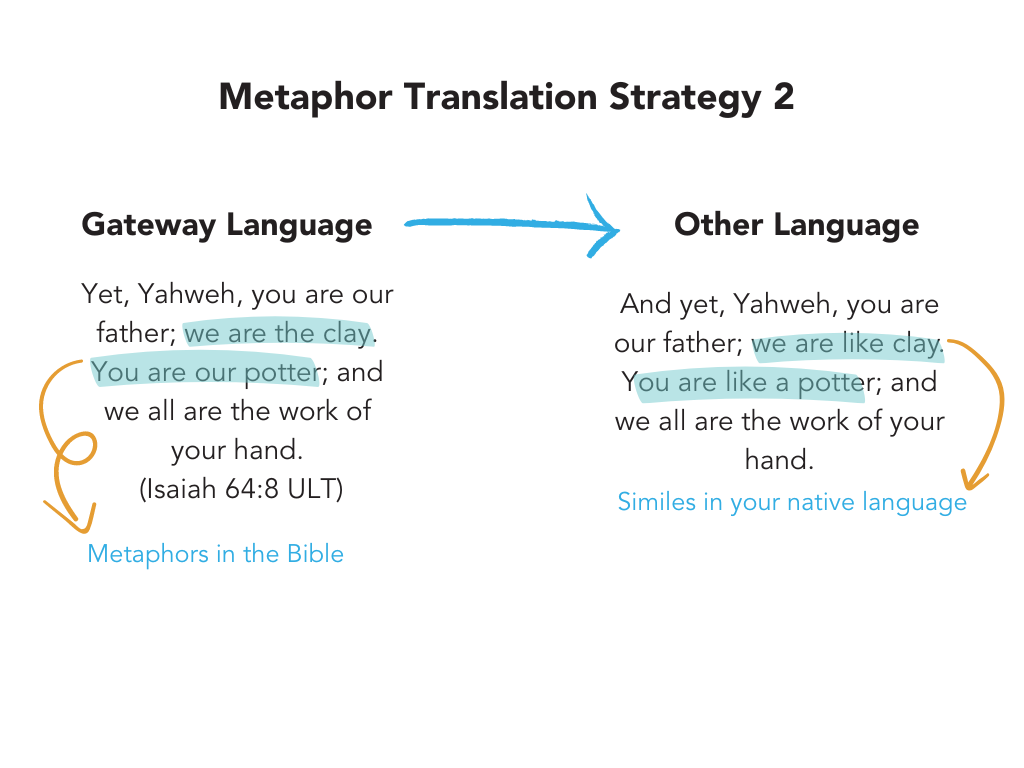 Metaphor Translation Strategy 2
Gateway Language
Yet, Yahweh, you are our
father; we are the clay.
You are our potter; and
we all are the work of
your hand.
(Isaiah 64:8 ULT)
Metaphors in the Bible
Other Language
And yet, Yahweh, you are
our father; we are like clay.
You are like a potter; and
we all are the work of your
hand.
Similes in your native language